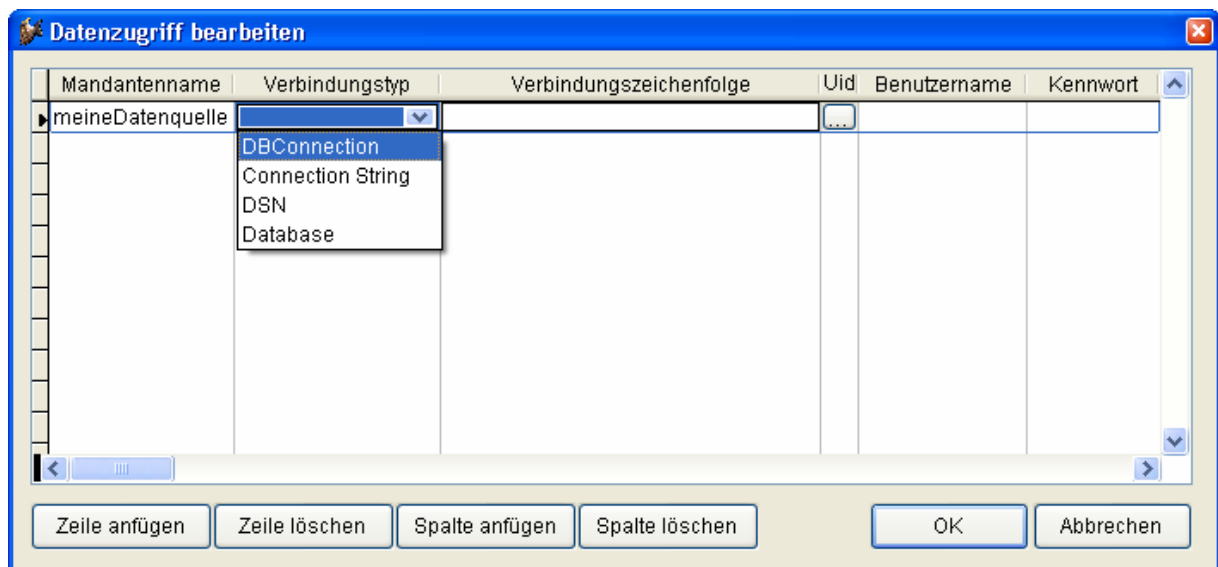 Datenzugriff bearbeiten
Mandantenname Verbindungstyp Verbindungszeichenfolge Uid Benutzername Kennwort
meineDatenquelle ...
DBConnection
Connection String
DSN
Database
Zeile anfügen Zeile löschen Spalte anfügen Spalte löschen OK Abbrechen